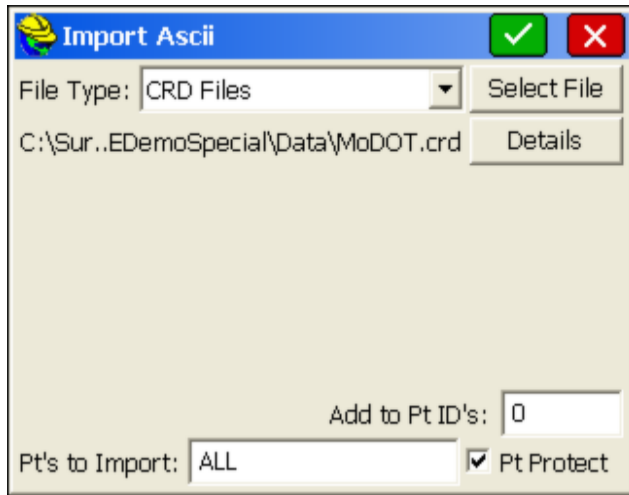 Import Ascii
File Type: CRD Files Select File
C:\Sur..EDemoSpecial\Data\MoDOT.crd Details
Add to Pt ID's: 0
Pt's to Import: ALL Pt Protect